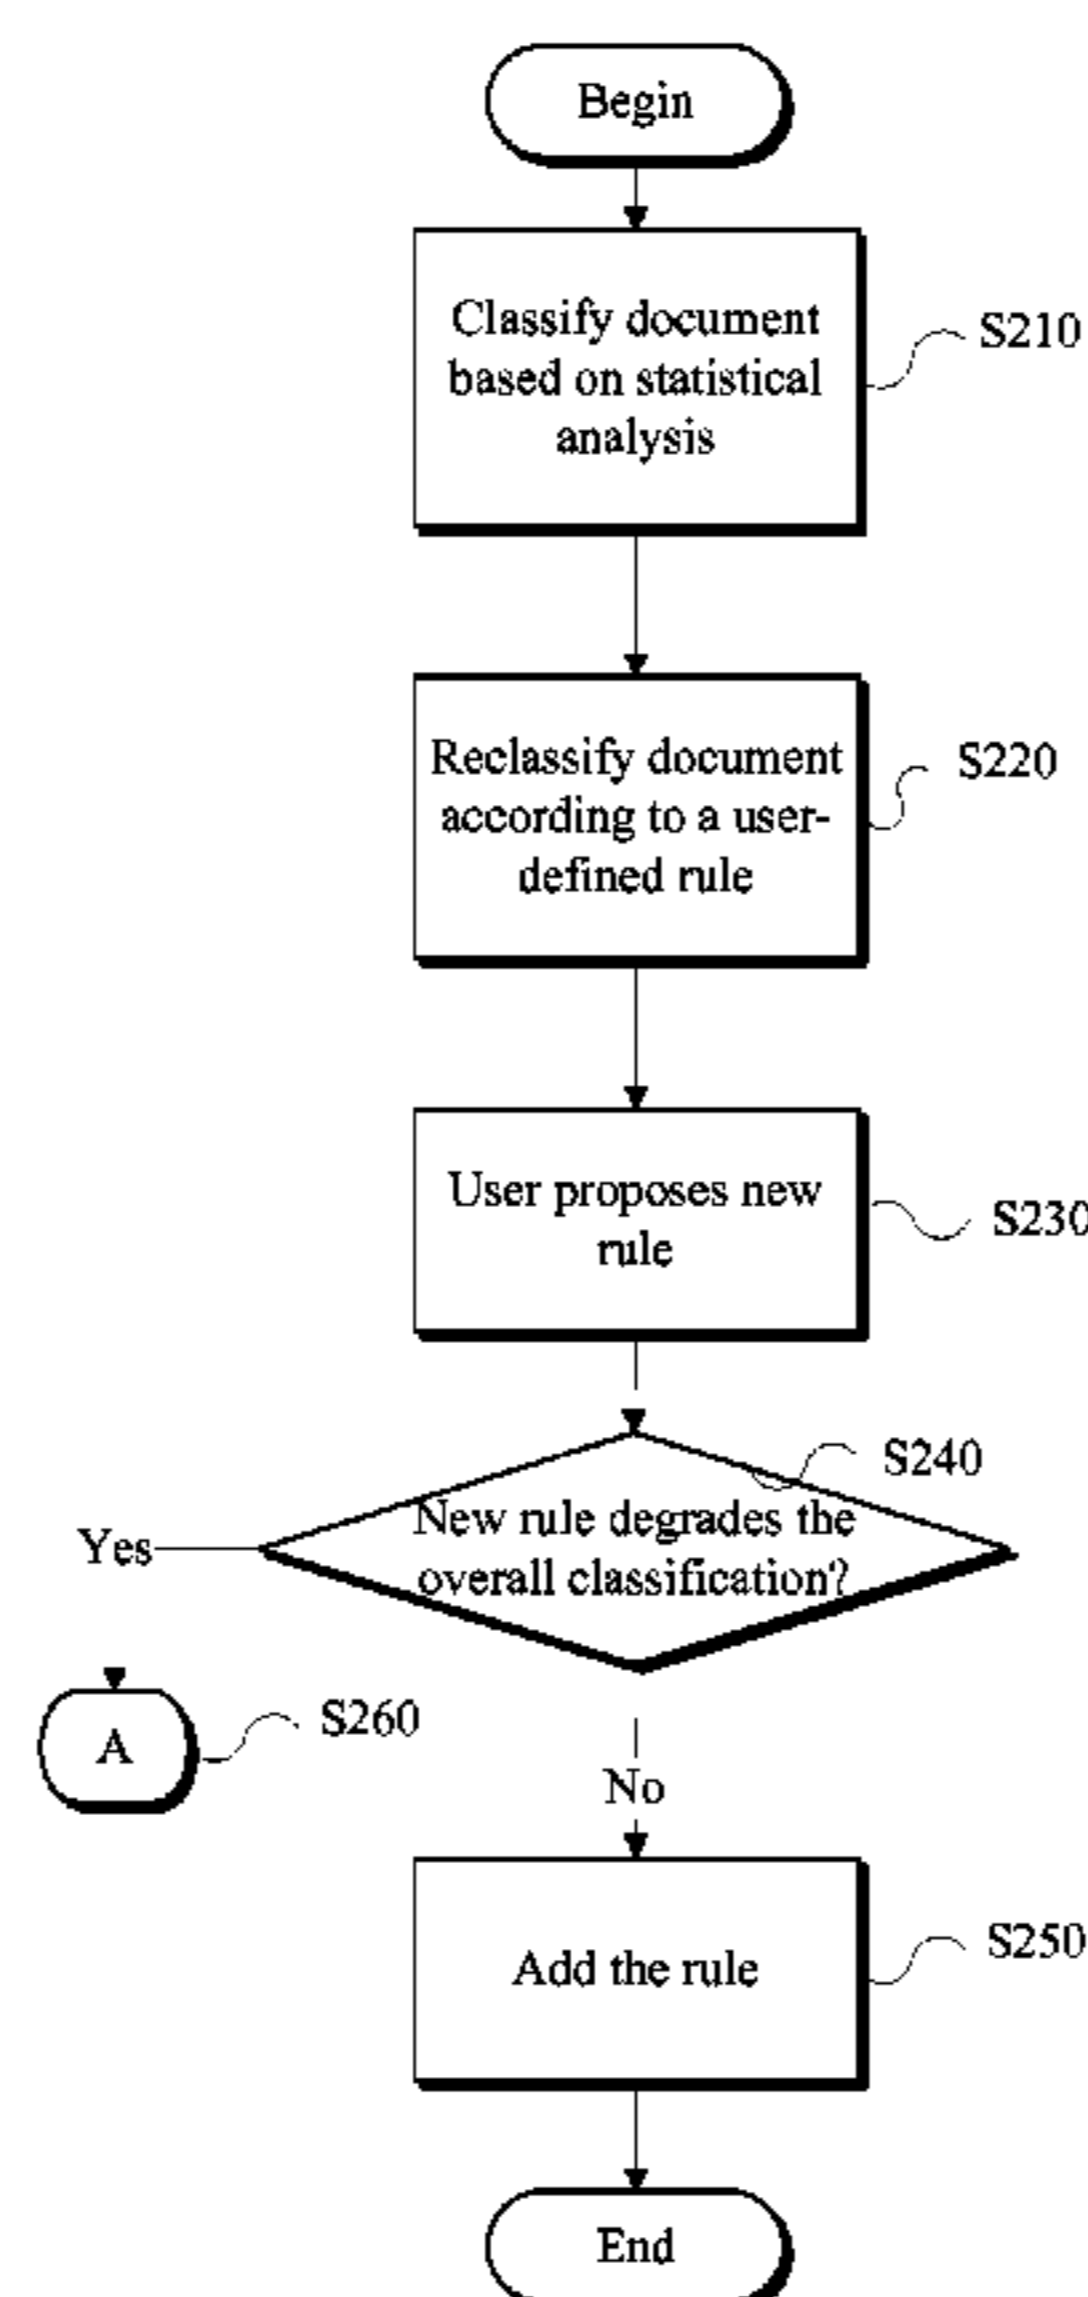 Begin
Classify document
based on statistical
analysis
S210
Reclassify document
according to a user-
defined rule
S220
User proposes new
rule
S230
S240
New rule degrades the
overall classification?
Yes
A
S260
No
Add the rule
S250
End